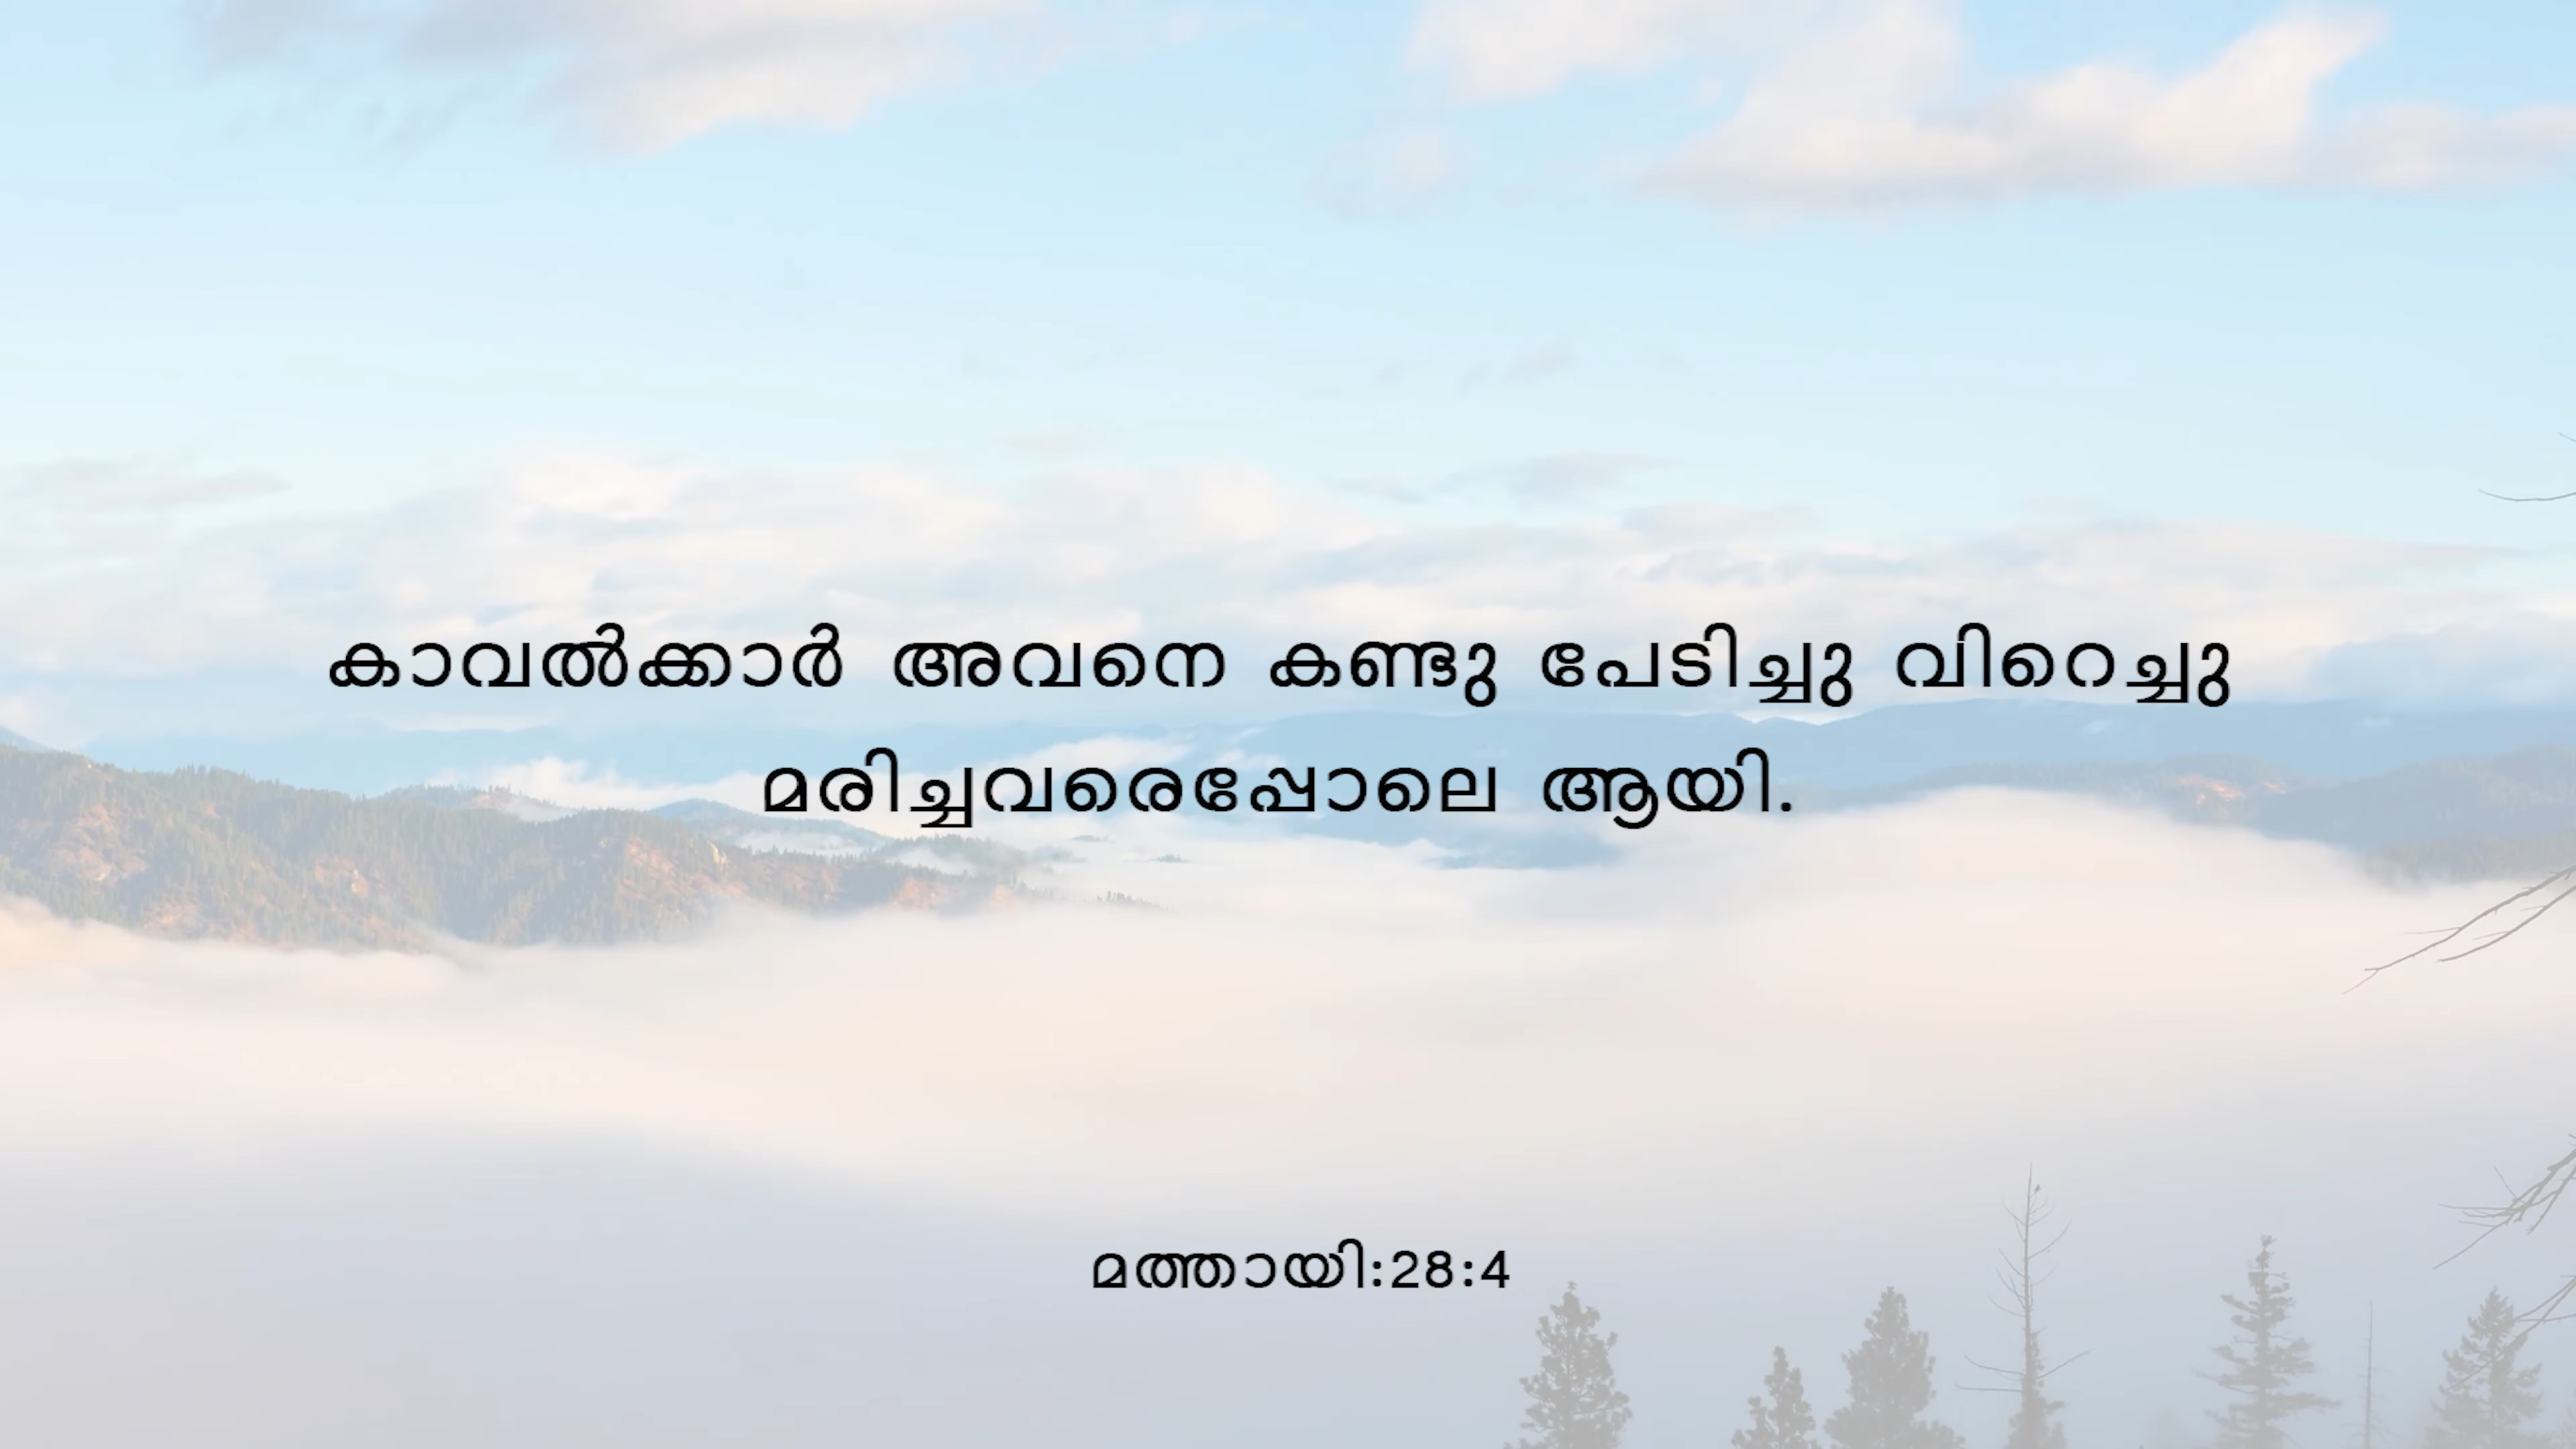 കാവൽക്കാർ അവനെ കണ്ടു പേടിച്ചു വിറെച്ചു
മരിച്ചവരെപ്പോലെ ആയി.
മത്തായി:28:4